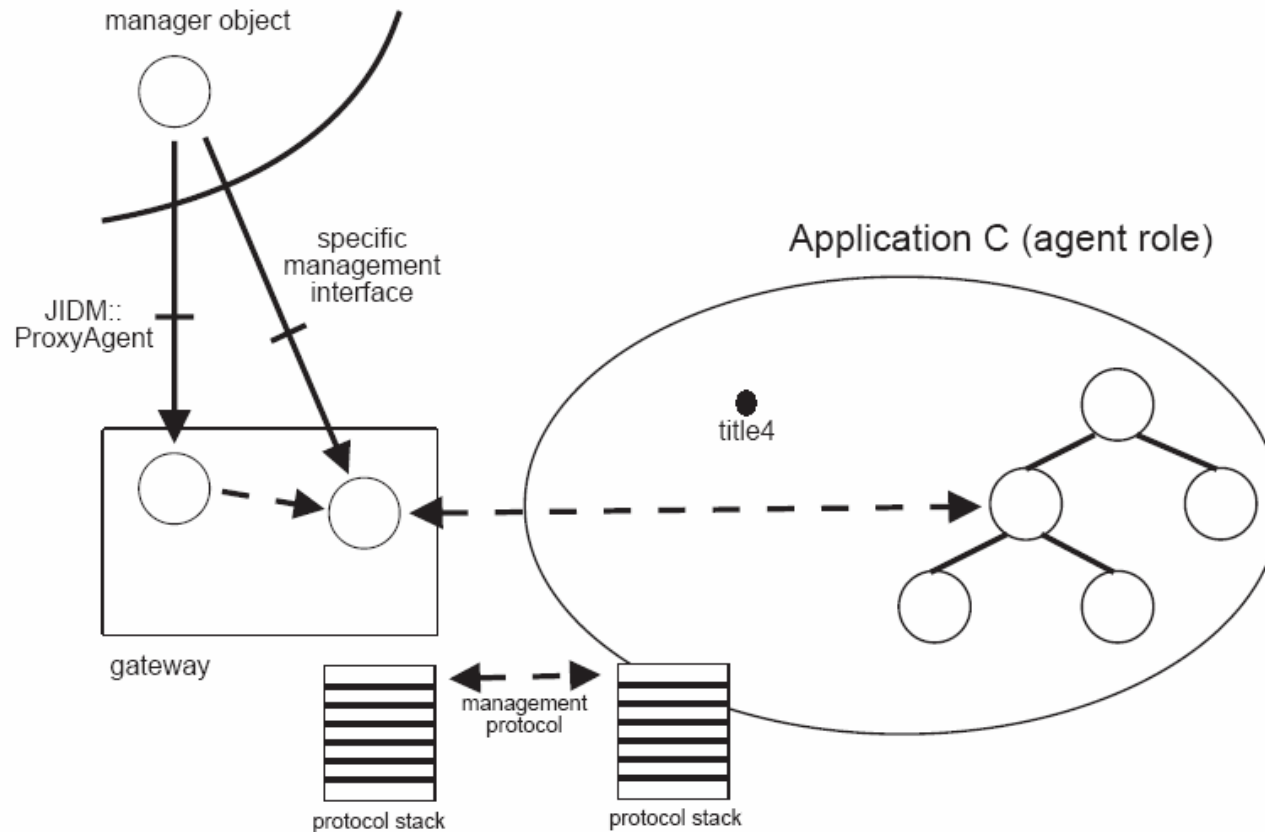 manager object
specific
management
interface
JIDM::
ProxyAgent
Application C (agent role)
title4
gateway
management
protocol
protocol stack
protocol stack